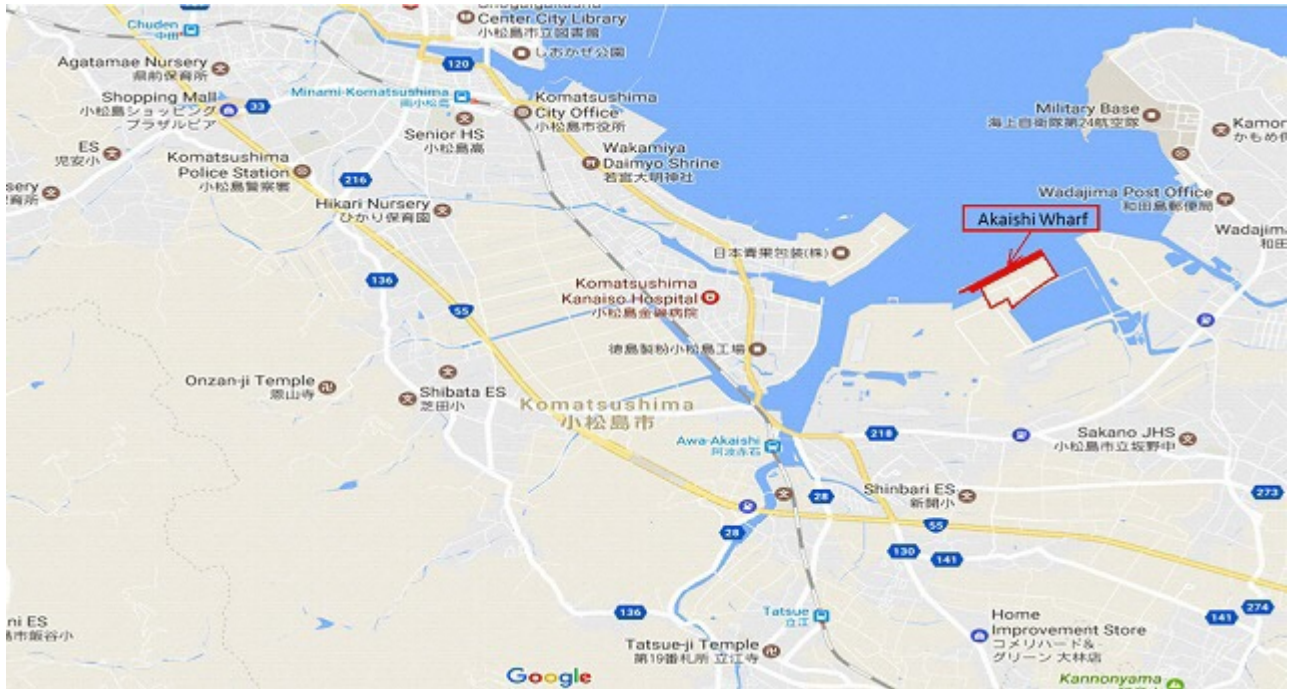 Chuden
中田
Center City Library
小松島市立図書館
しおかぜ公園
Agatamae Nursery
県前保育所
120
Shopping Mall
小松島ショッピング
プラザルピア
33
Minami-Komatsushima
南小松島
Komatsushima
City Office
小松島市役所
Senior HS
小松島高
Military Base
海上自衛隊第24航空隊
ES
児安小
Komatsushima
Police Station
小松島警察署
Wakamiya
Daimyo Shrine
若宮大明神社
216
Hikari Nursery
ひかり保育園
Wadajima Post Office
和田島郵便局
Akaishi Wharf
日本青果包装(株)
136
Komatsushima
Kanaiso Hospital
小松島金磯病院
55
徳島製粉小松島工場
Onzan-ji Temple
恩山寺
Shibata ES
芝田小
Komatsushima
小松島市
Awa-Akaishi
阿波赤石
218
Sakano JHS
小松島市立坂野中
28
Shinbari ES
新開小
273
28
55
130
141
136
Tatsue
立江
Home
Improvement Store
コメリハード&
グリーン 大林店
141
274
Tatsue-ji Temple
第19番札所 立江寺
Google
Kannonyama